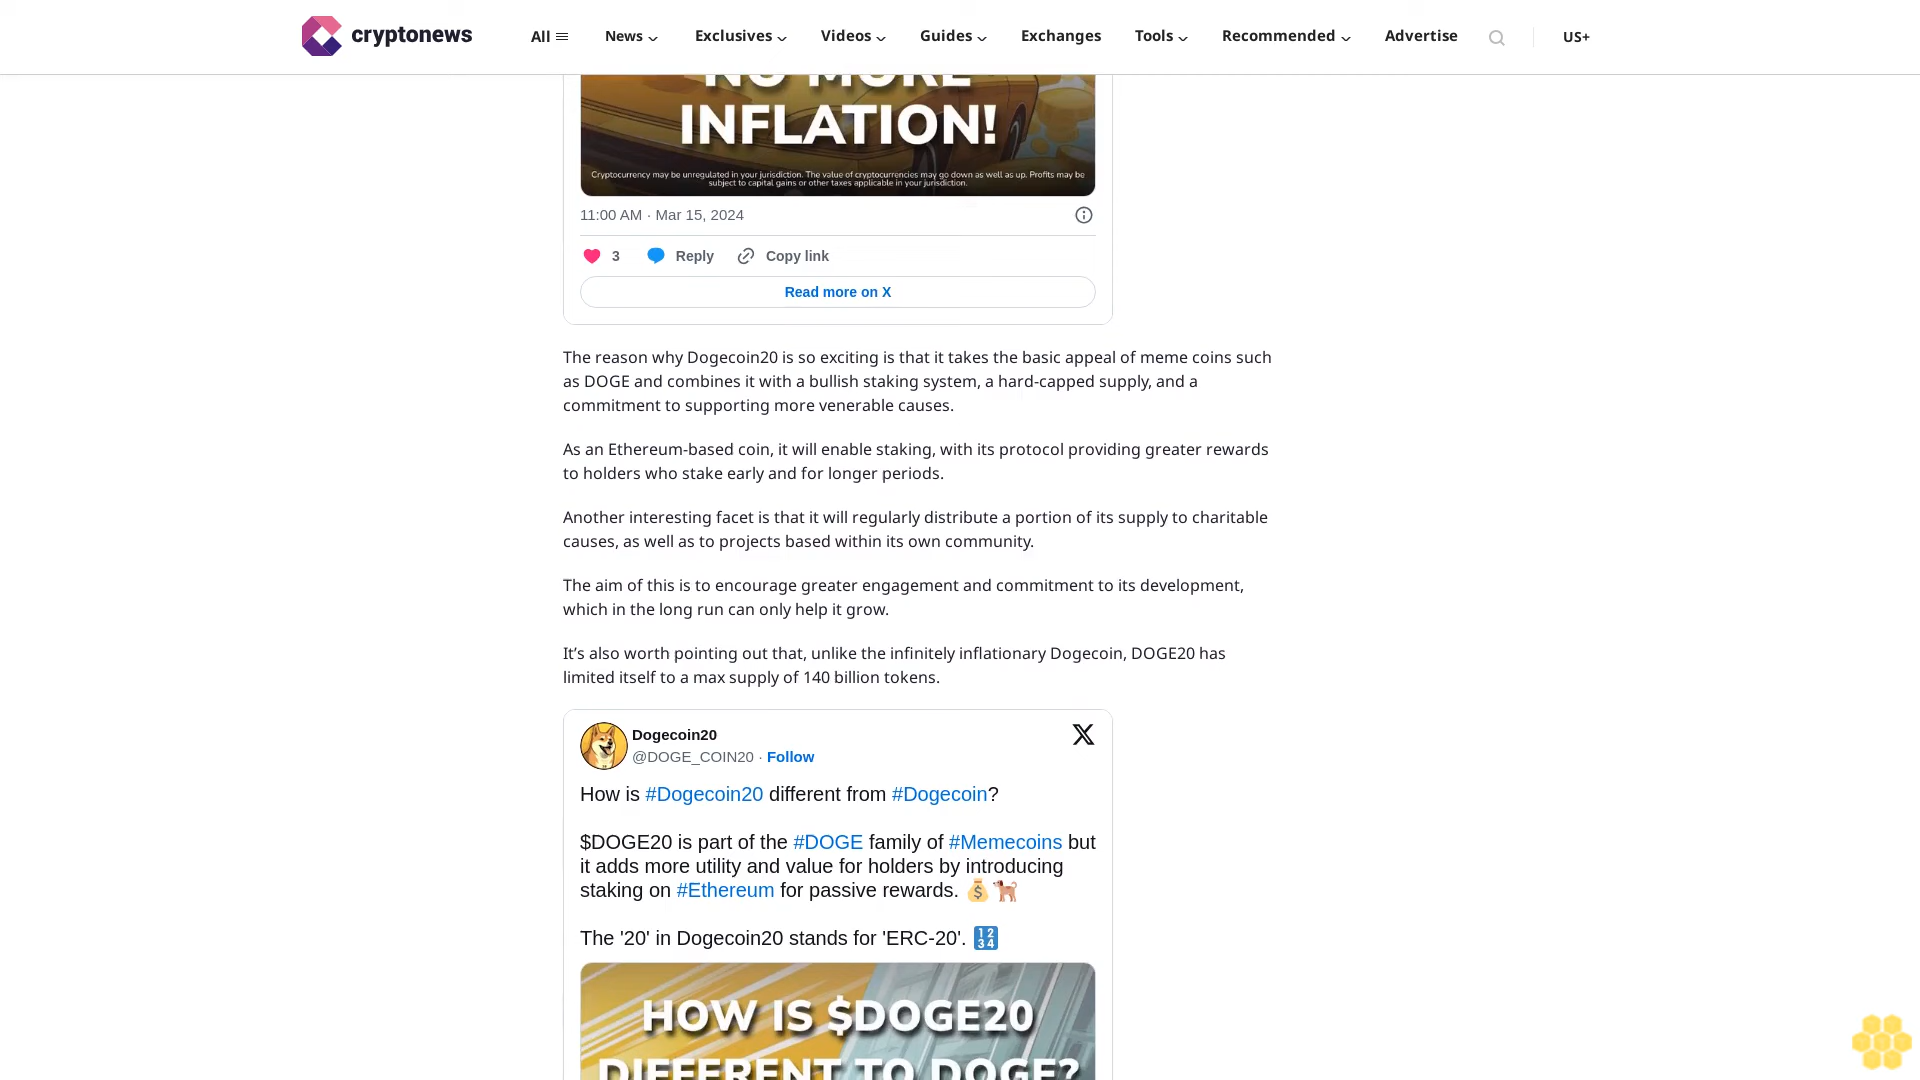 cryptonews
All
News
Exclusives
Videos
Guides
Exchanges
Tools
Recommended
Advertise
US+
NO MORE
INFLATION!
Cryptocurrency may be unregulated in your jurisdiction. The value of cryptocurrencies may go down as well as up. Profits may be
subject to capital gains or other taxes applicable in your jurisdiction.
11:00 AM · Mar 15, 2024
3 Reply Copy link
Read more on X
The reason why Dogecoin20 is so exciting is that it takes the basic appeal of meme coins such
as DOGE and combines it with a bullish staking system, a hard-capped supply, and a
commitment to supporting more venerable causes.
As an Ethereum-based coin, it will enable staking, with its protocol providing greater rewards
to holders who stake early and for longer periods.
Another interesting facet is that it will regularly distribute a portion of its supply to charitable
causes, as well as to projects based within its own community.
The aim of this is to encourage greater engagement and commitment to its development,
which in the long run can only help it grow.
It’s also worth pointing out that, unlike the infinitely inflationary Dogecoin, DOGE20 has
limited itself to a max supply of 140 billion tokens.
Dogecoin20
@DOGE_COIN20 · Follow
How is #Dogecoin20 different from #Dogecoin?
$DOGE20 is part of the #DOGE family of #Memecoins but
it adds more utility and value for holders by introducing
staking on #Ethereum for passive rewards. 💰🐕
The '20' in Dogecoin20 stands for 'ERC-20'. 🔢
HOW IS $DOGE20
DIFFERENT TO DOGE?